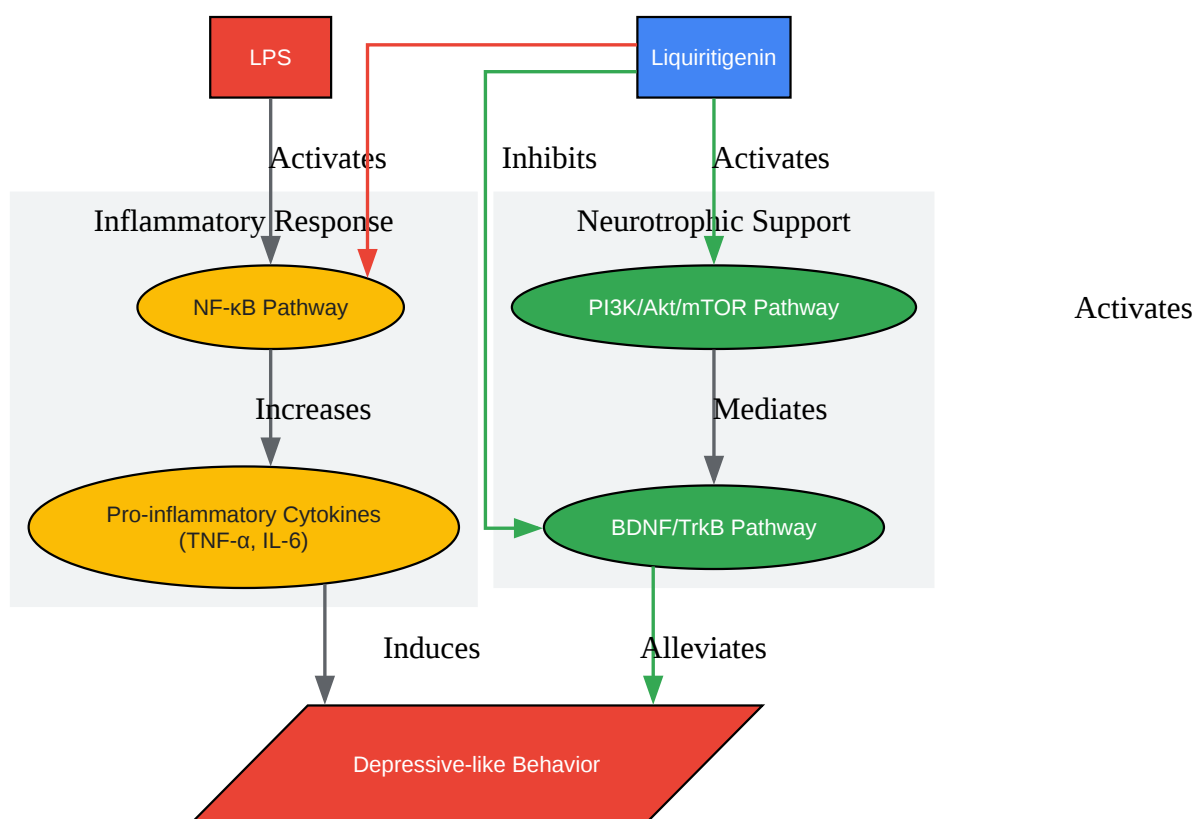 LPS
Liquiritigenin
Activates
Inhibits
Activates
Inflammatory Response
Neurotrophic Support
NF-κB Pathway
PI3K/Akt/mTOR Pathway
Activates
Increases
Mediates
Pro-inflammatory Cytokines
(TNF-α, IL-6)
BDNF/TrkB Pathway
Induces
Alleviates
Depressive-like Behavior